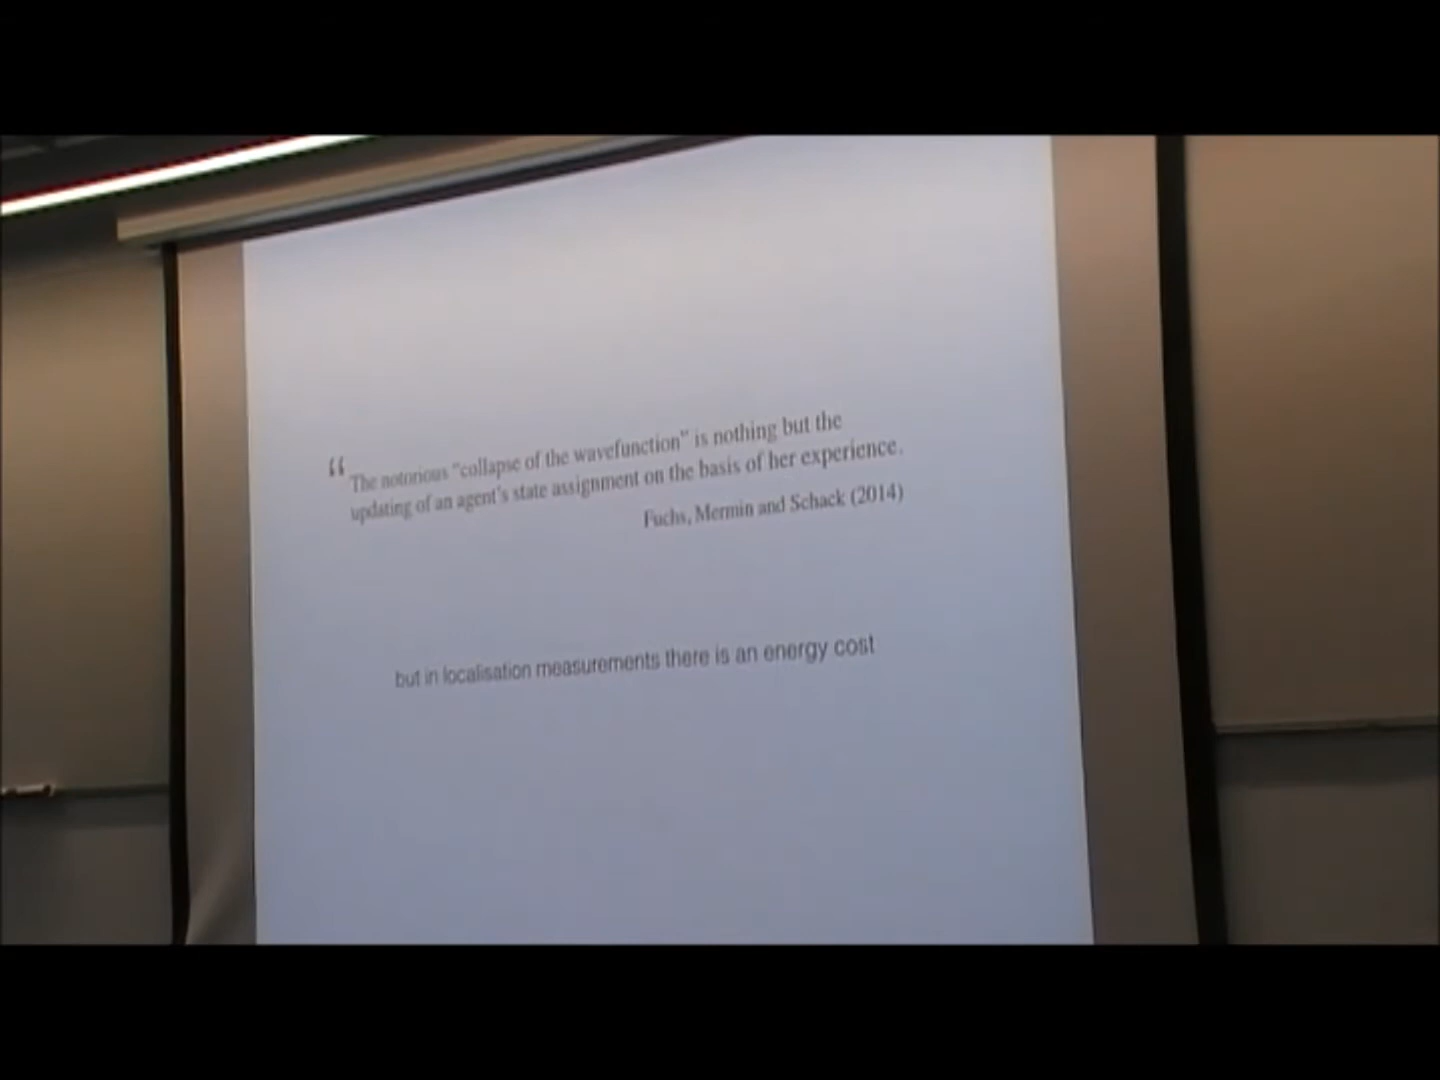 “ The notorious “collapse of the wavefunction” is nothing but the
updating of an agent’s state assignment on the basis of her experience.
Fuchs, Mermin and Schack (2014)
but in localisation measurements there is an energy cost